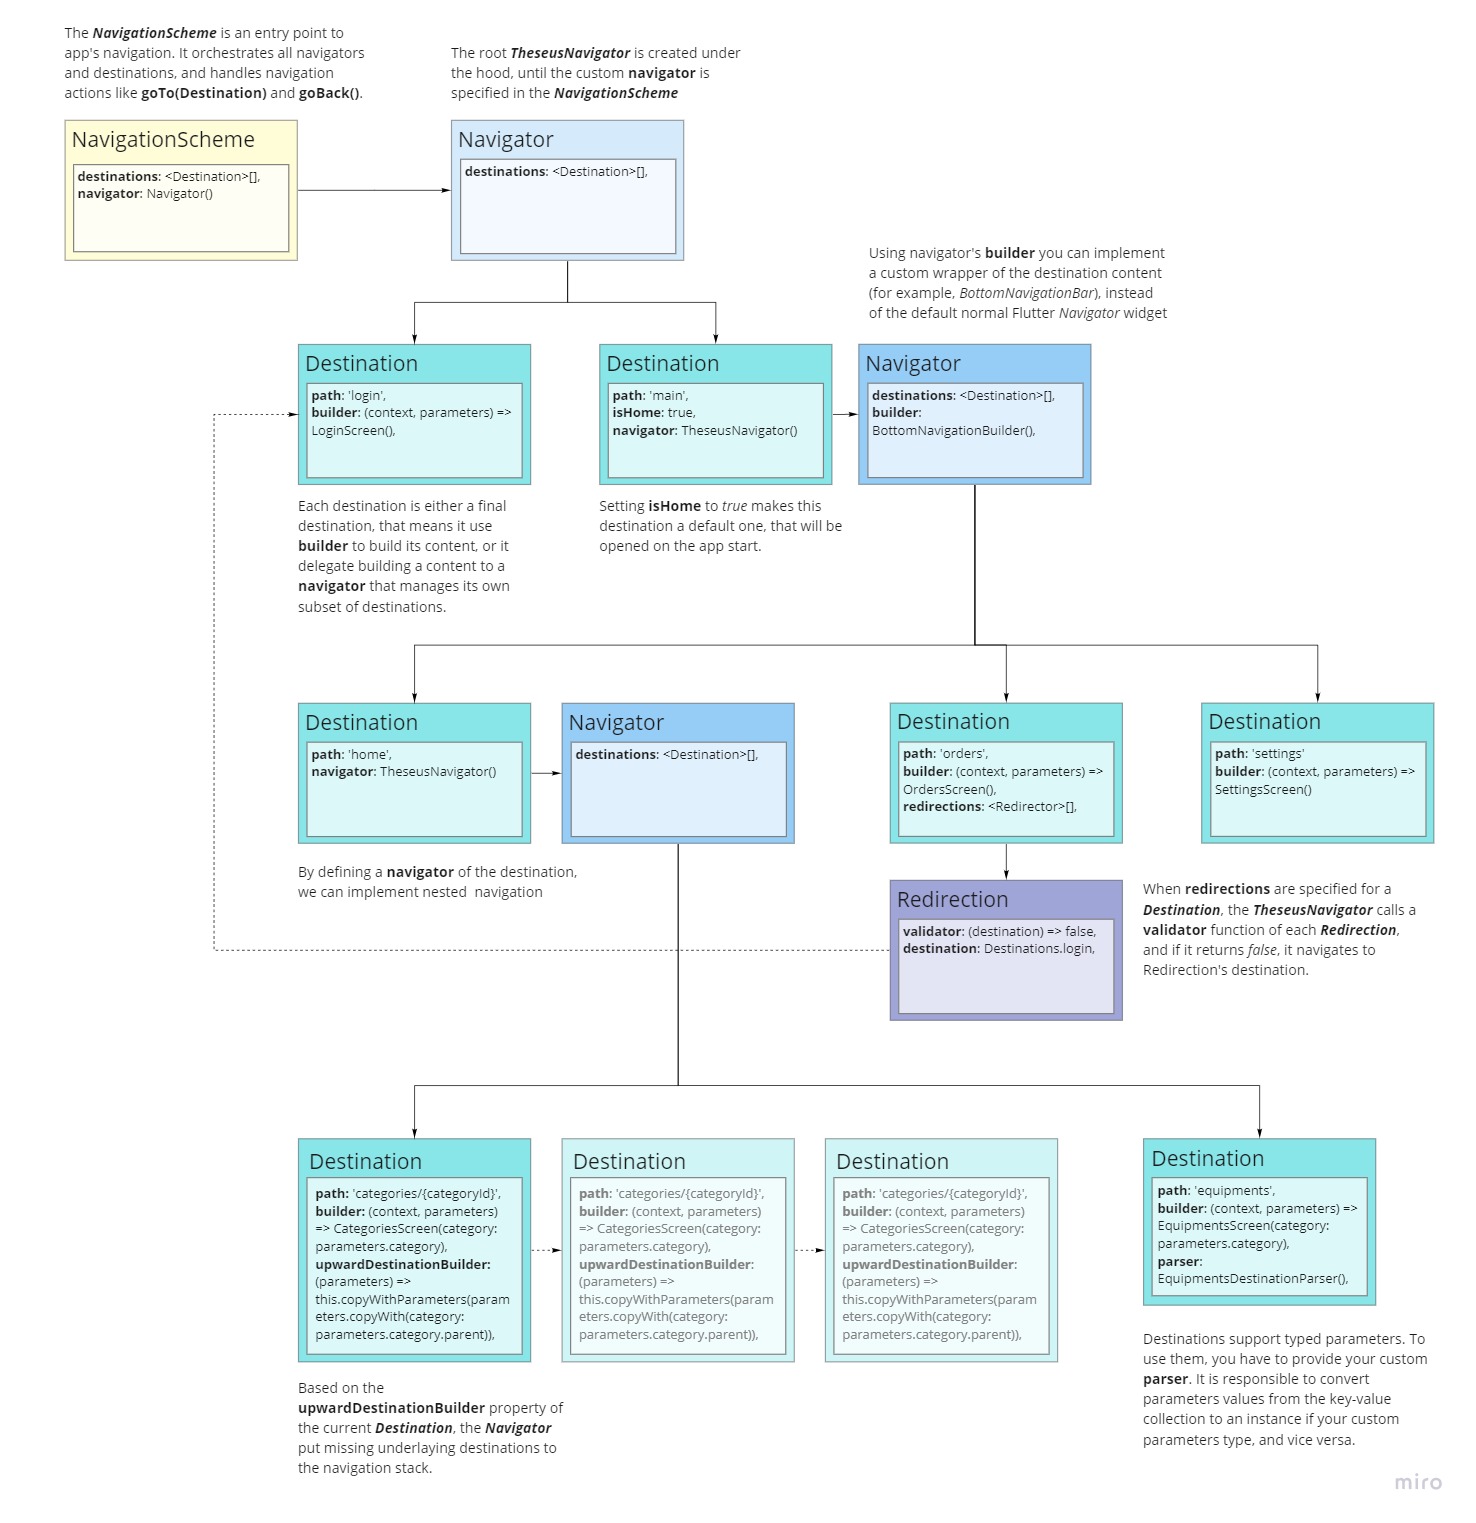 The NavigationScheme is an entry point to
app's navigation. It orchestrates all navigators
and destinations, and handles navigation
actions like goTo(Destination) and goBack().
The root TheseusNavigator is created under
the hood, until the custom navigator is
specified in the NavigationScheme
NavigationScheme
destinations: <Destination>[],
navigator: Navigator()
Navigator
destinations: <Destination>[],
Using navigator's builder you can implement
a custom wrapper of the destination content
(for example, BottomNavigationBar), instead
of the default normal Flutter Navigator widget
Destination
path: 'login',
builder: (context, parameters) =>
LoginScreen(),
Destination
path: 'main',
isHome: true,
navigator: TheseusNavigator()
Navigator
destinations: <Destination>[],
builder:
BottomNavigationBuilder(),
Each destination is either a final
destination, that means it use
builder to build its content, or it
delegate building a content to a
navigator that manages its own
subset of destinations.
Setting isHome to true makes this
destination a default one, that will be
opened on the app start.
Destination
path: 'home',
navigator: TheseusNavigator()
Navigator
destinations: <Destination>[],
Destination
path: 'orders',
builder: (context, parameters) =>
OrdersScreen(),
redirections: <Redirector>[],
Destination
path: 'settings'
builder: (context, parameters) =>
SettingsScreen()
By defining a navigator of the destination,
we can implement nested  navigation
Redirection
validator: (destination) => false,
destination: Destinations.login,
When redirections are specified for a
Destination, the TheseusNavigator calls a
validator function of each Redirection,
and if it returns false, it navigates to
Redirection's destination.
Destination
path: 'categories/{categoryId}',
builder: (context, parameters)
=> CategoriesScreen(category:
parameters.category),
upwardDestinationBuilder:
(parameters) =>
this.copyWithParameters(param
eters.copyWith(category:
parameters.category.parent)),
Destination
path: 'categories/{categoryId}',
builder: (context, parameters)
=> CategoriesScreen(category:
parameters.category),
upwardDestinationBuilder:
(parameters) =>
this.copyWithParameters(param
eters.copyWith(category:
parameters.category.parent)),
Destination
path: 'categories/{categoryId}',
builder: (context, parameters)
=> CategoriesScreen(category:
parameters.category),
upwardDestinationBuilder:
(parameters) =>
this.copyWithParameters(param
eters.copyWith(category:
parameters.category.parent)),
Destination
path: 'equipments',
builder: (context, parameters) =>
EquipmentsScreen(category:
parameters.category),
parser:
EquipmentsDestinationParser(),
Based on the
upwardDestinationBuilder property of
the current Destination, the Navigator
put missing underlaying destinations to
the navigation stack.
Destinations support typed parameters. To
use them, you have to provide your custom
parser. It is responsible to convert
parameters values from the key-value
collection to an instance if your custom
parameters type, and vice versa.
miro